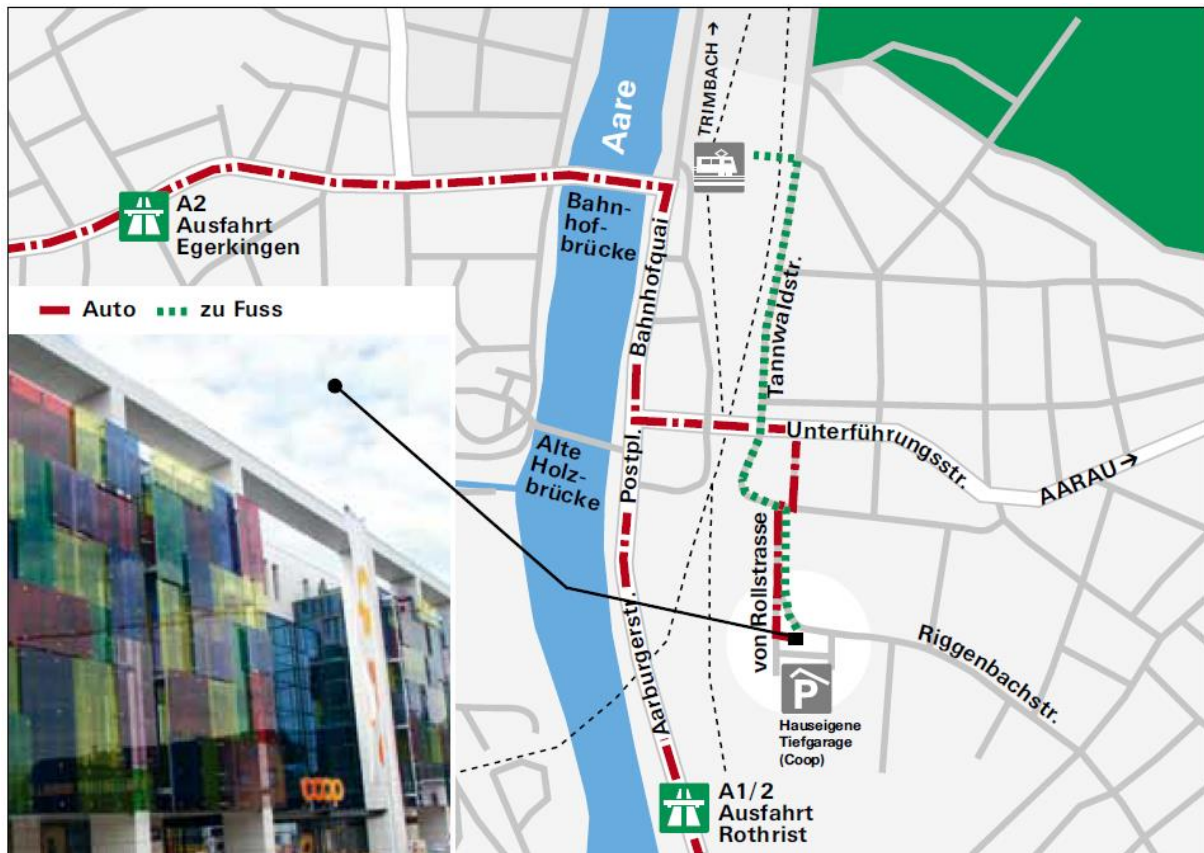 TRIMBACH →
Aare
A2
Ausfahrt
Egerkingen
Bahn-
hof-
brücke
Bahnhofquai
Tannwaldstr.
Auto
zu Fuss
Unterführungsstr.
AARAU →
Alte
Holz-
brücke
Postpl.
von Rollstrasse
Aarburgerstr.
Riggenbachstr.
P
Hauseigene
Tiefgarage
(Coop)
A1/2
Ausfahrt
Rothrist
coop